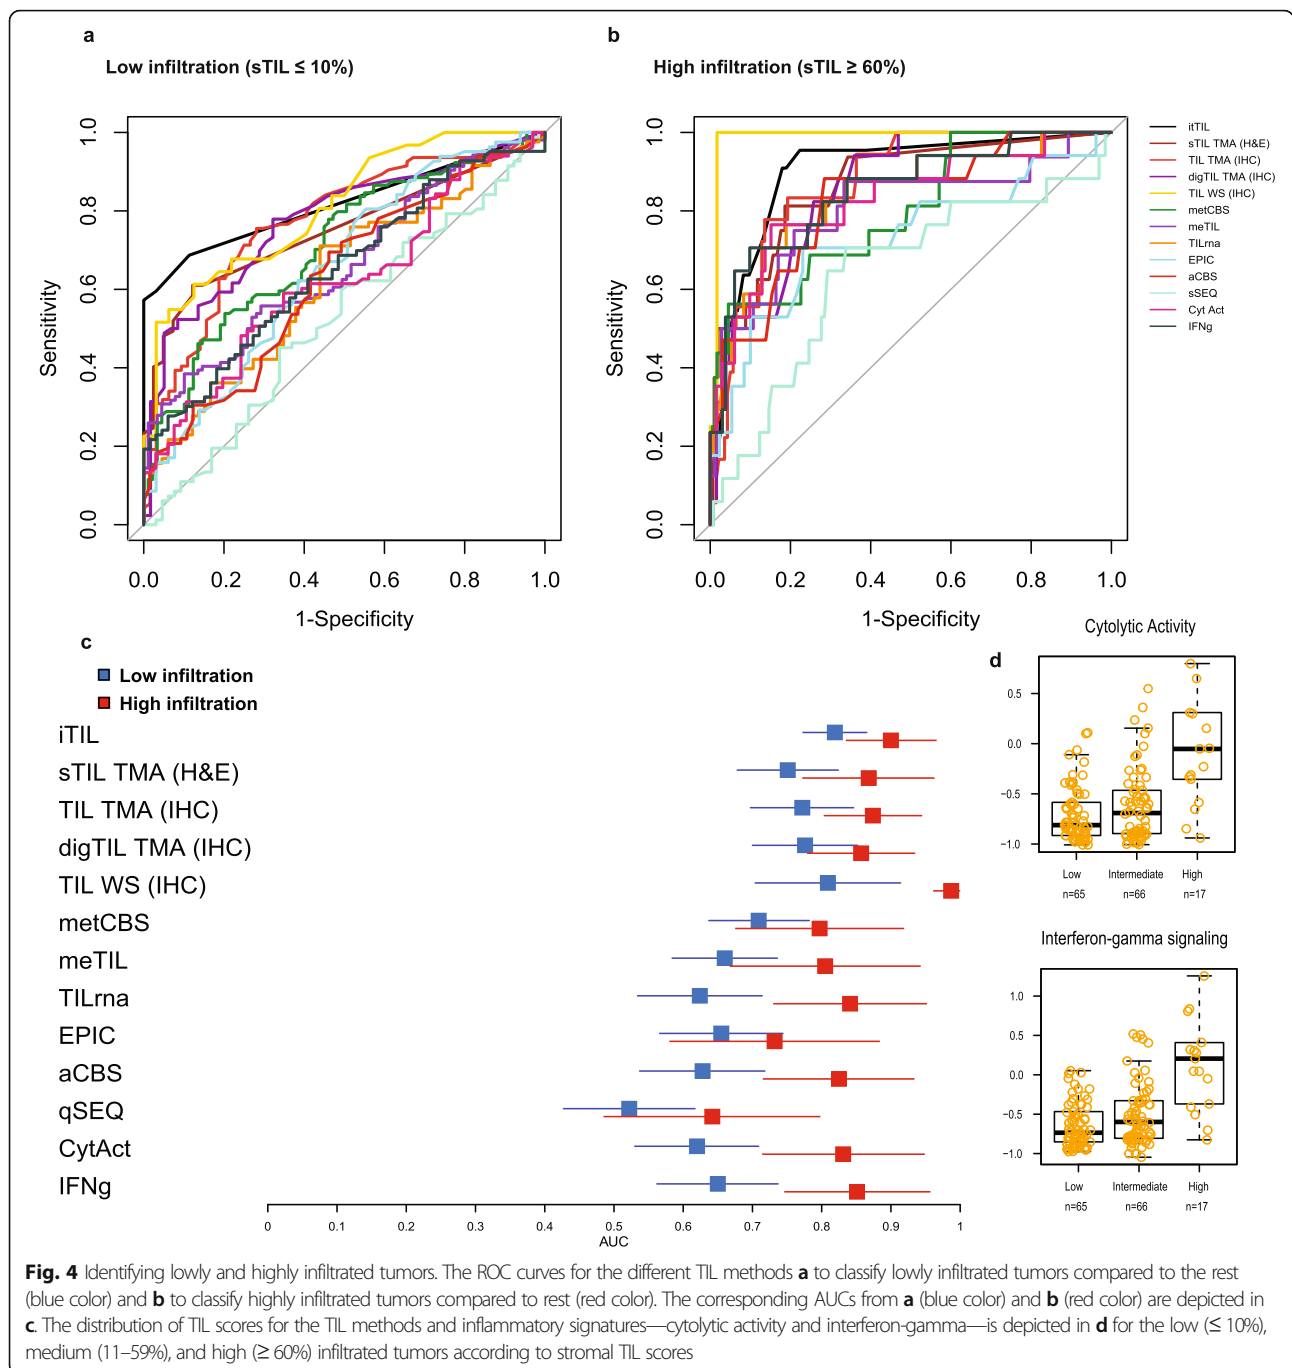 a
Low infiltration (sTIL ≤ 10%)
1.0
0.8
0.6
0.4
0.2
0.0
Sensitivity
0.0 0.2 0.4 0.6 0.8 1.0
1-Specificity
b
High infiltration (sTIL ≥ 60%)
1.0
0.8
0.6
0.4
0.2
0.0
Sensitivity
0.0 0.2 0.4 0.6 0.8 1.0
1-Specificity
itTIL
sTIL TMA (H&E)
TIL TMA (IHC)
digTIL TMA (IHC)
TIL WS (IHC)
metCBS
meTIL
TILrna
EPIC
aCBS
sSEQ
Cyt Act
IFNg
c
Low infiltration
High infiltration
iTIL
sTIL TMA (H&E)
TIL TMA (IHC)
digTIL TMA (IHC)
TIL WS (IHC)
metCBS
meTIL
TILrna
EPIC
aCBS
qSEQ
CytAct
IFNg
0 0.1 0.2 0.3 0.4 0.5 0.6 0.7 0.8 0.9 1
AUC
d
Cytolytic Activity
0.5
0.0
−0.5
−1.0
Low Intermediate High
n=65 n=66 n=17
Interferon-gamma signaling
1.0
0.5
0.0
−0.5
−1.0
Low Intermediate High
n=65 n=66 n=17
Fig. 4 Identifying lowly and highly infiltrated tumors. The ROC curves for the different TIL methods a to classify lowly infiltrated tumors compared to the rest
(blue color) and b to classify highly infiltrated tumors compared to rest (red color). The corresponding AUCs from a (blue color) and b (red color) are depicted in
c. The distribution of TIL scores for the TIL methods and inflammatory signatures—cytolytic activity and interferon-gamma—is depicted in d for the low (≤ 10%),
medium (11–59%), and high (≥ 60%) infiltrated tumors according to stromal TIL scores